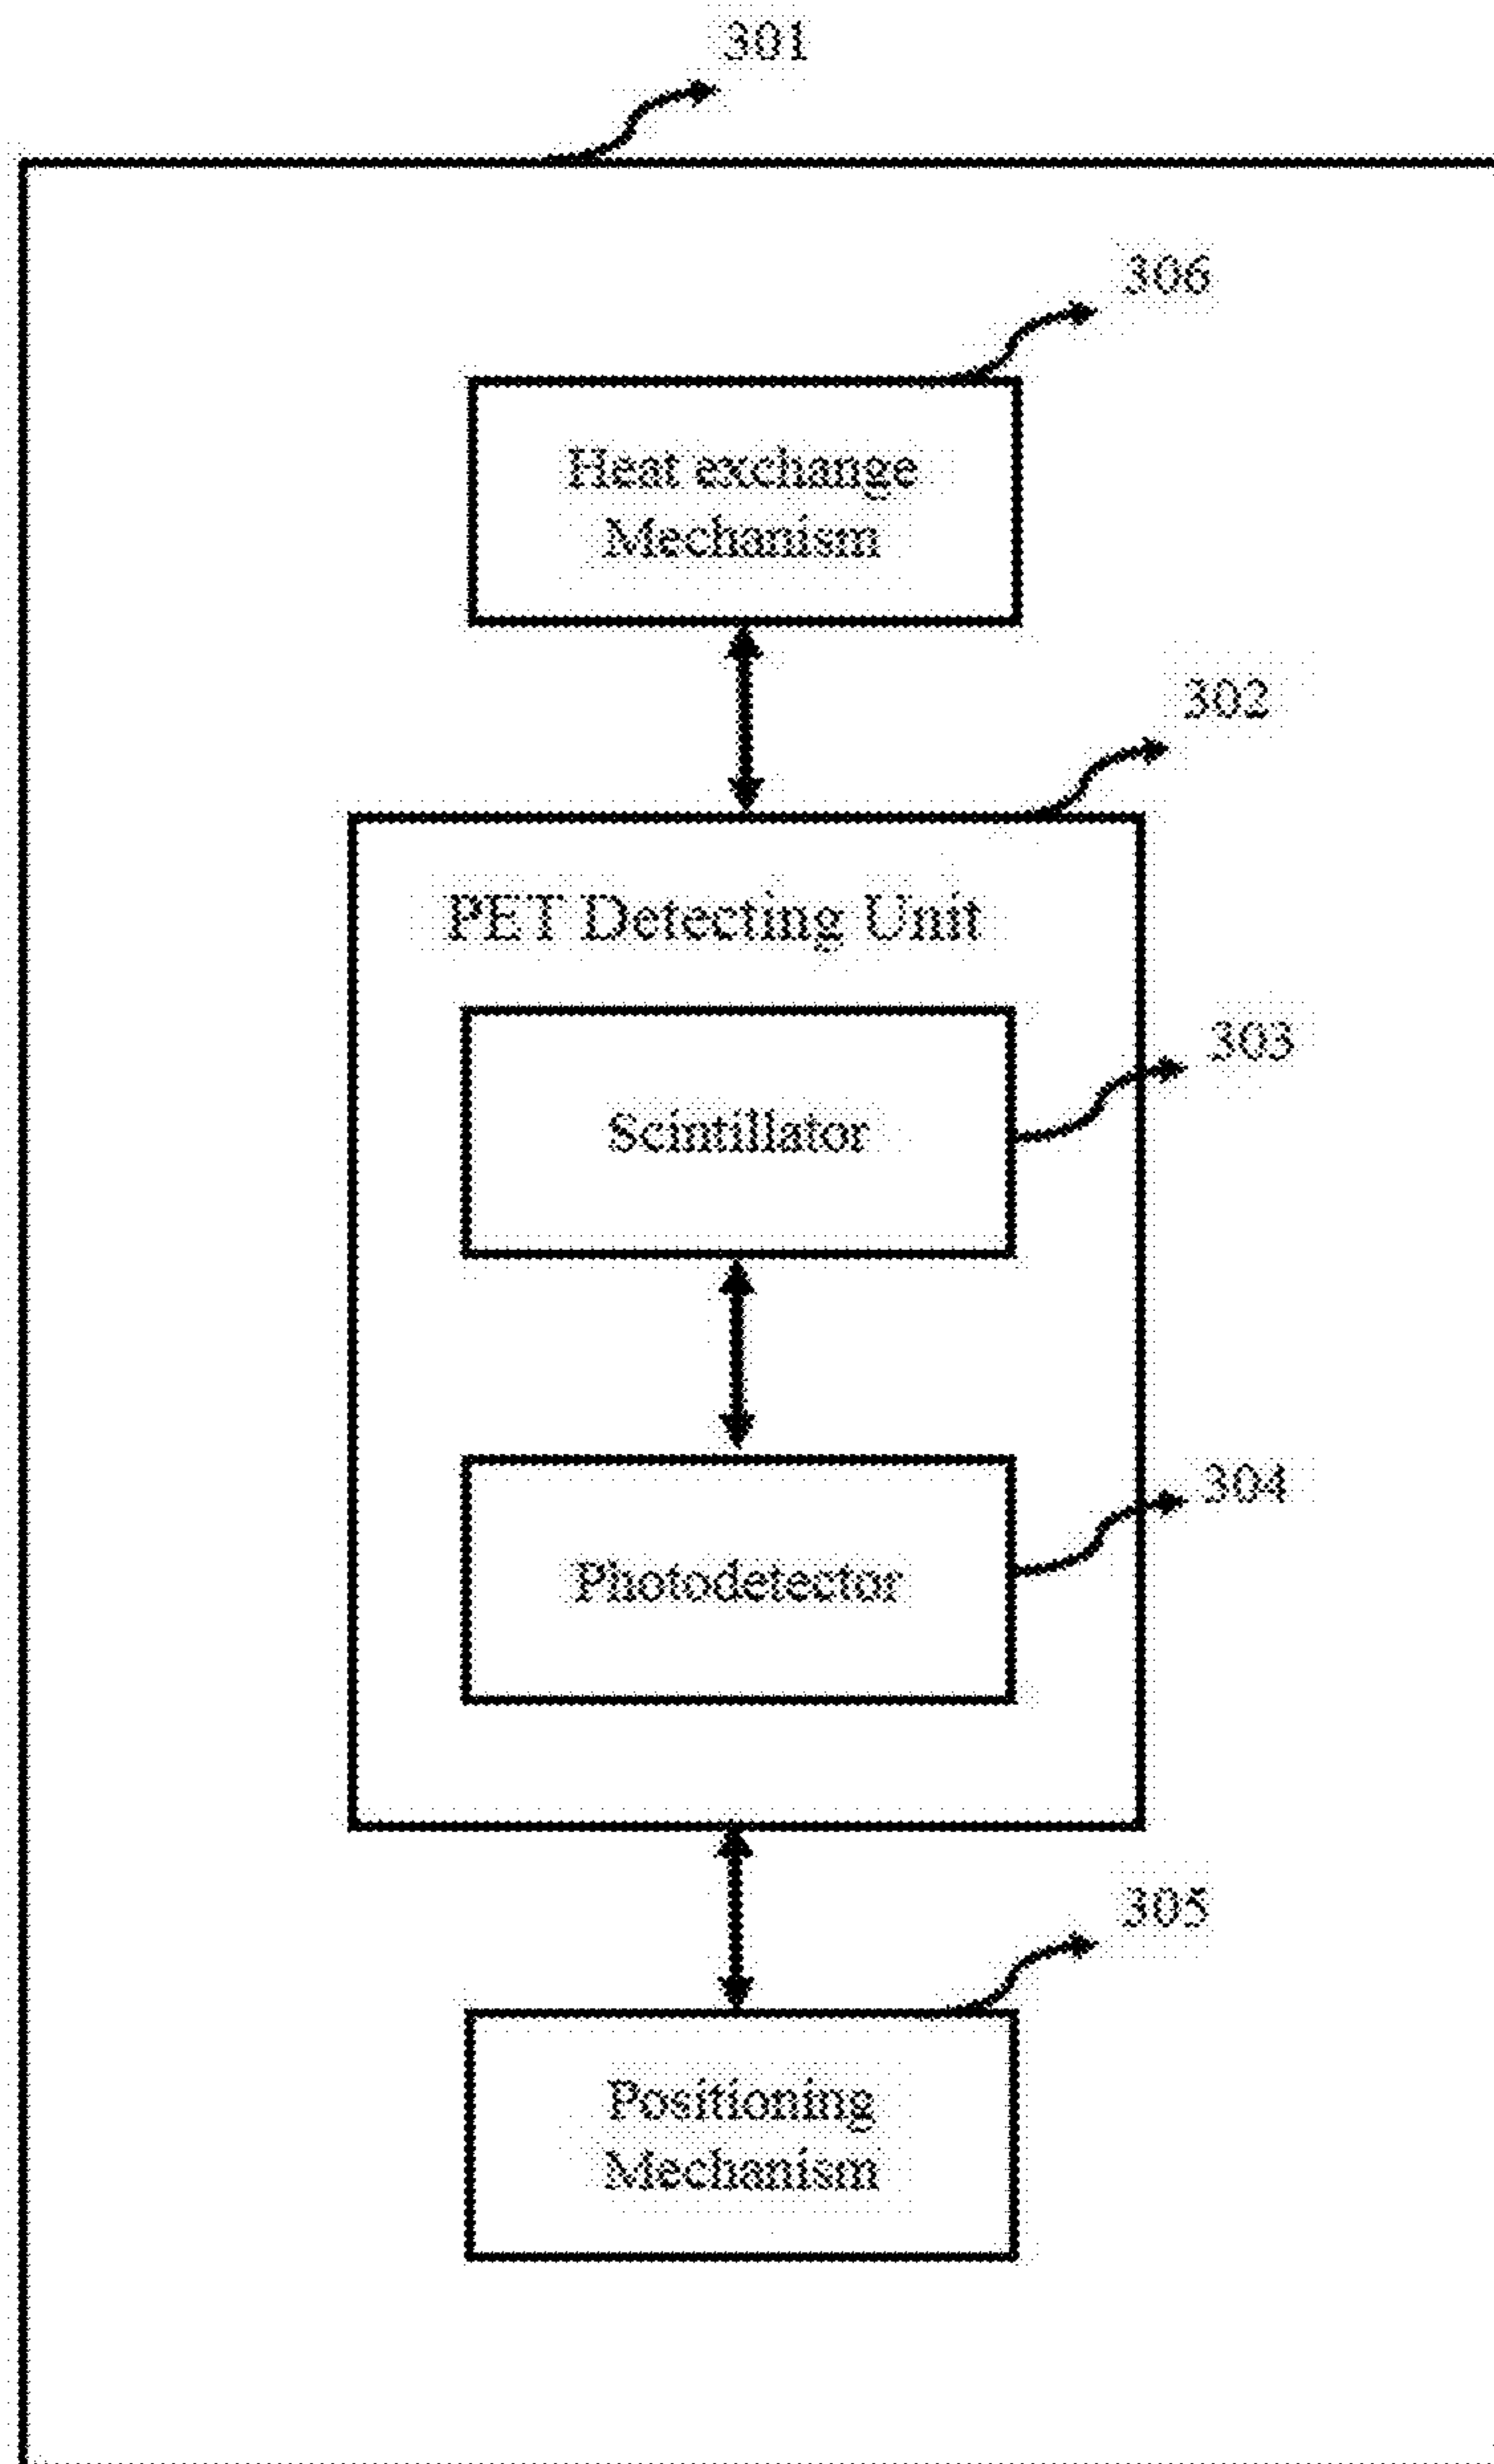 301
306
Heat exchange
Mechanism
302
PET Detecting Unit
303
Scintillator
304
Photodetector
305
Positioning
Mechanism